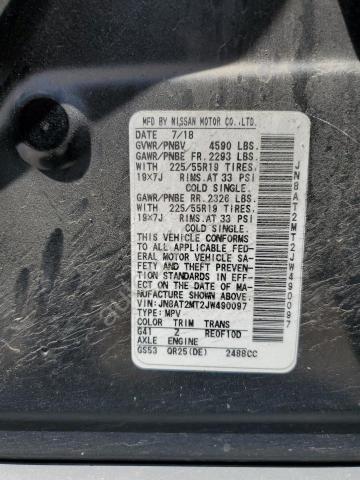 MFD BY NISSAN MOTOR CO.,LTD.
DATE 7/18
GVWR/PNBV 4590 LBS.
GAWR/PNBE FR.2293 LBS.
WITH 225/55R19 TIRES.
19X7J RIMS.AT 33 PSI
COLD SINGLE.
GAWR/PNBE RR.2326 LBS.
WITH 225/55R19 TIRES.
19X7J RIMS.AT 33 PSI
COLD SINGLE.
THIS VEHICLE CONFORMS TO
ALL APPLICABLE FED-
ERAL MOTOR VEHICLE SA-
FETY AND THEFT PREVENTION
STANDARDS IN EFF-
ECT ON THE DATE OF MA-
NUFACTURE SHOWN ABOVE.
VIN:JN8AT2MT2JW490097
TYPE:MPV
COLOR TRIM TRANS
G41 Z RE0F10D
AXLE ENGINE
GS53 QR25(DE) 2488CC
JN8AT2MT2JW490097